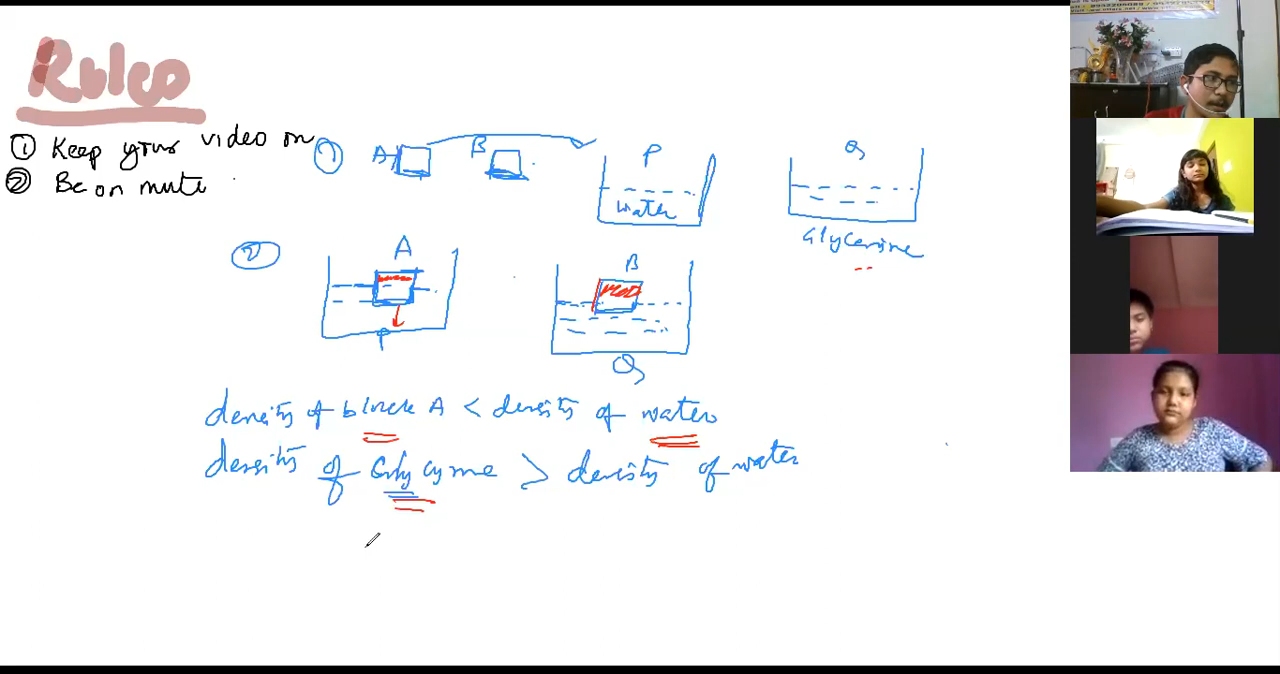 Rules
① Keep your video on
② Be on mute
① A B P
water
Q
Glycerine
② A
P
B
Q
density of block A < density of water
density of Glycyrne > density of water